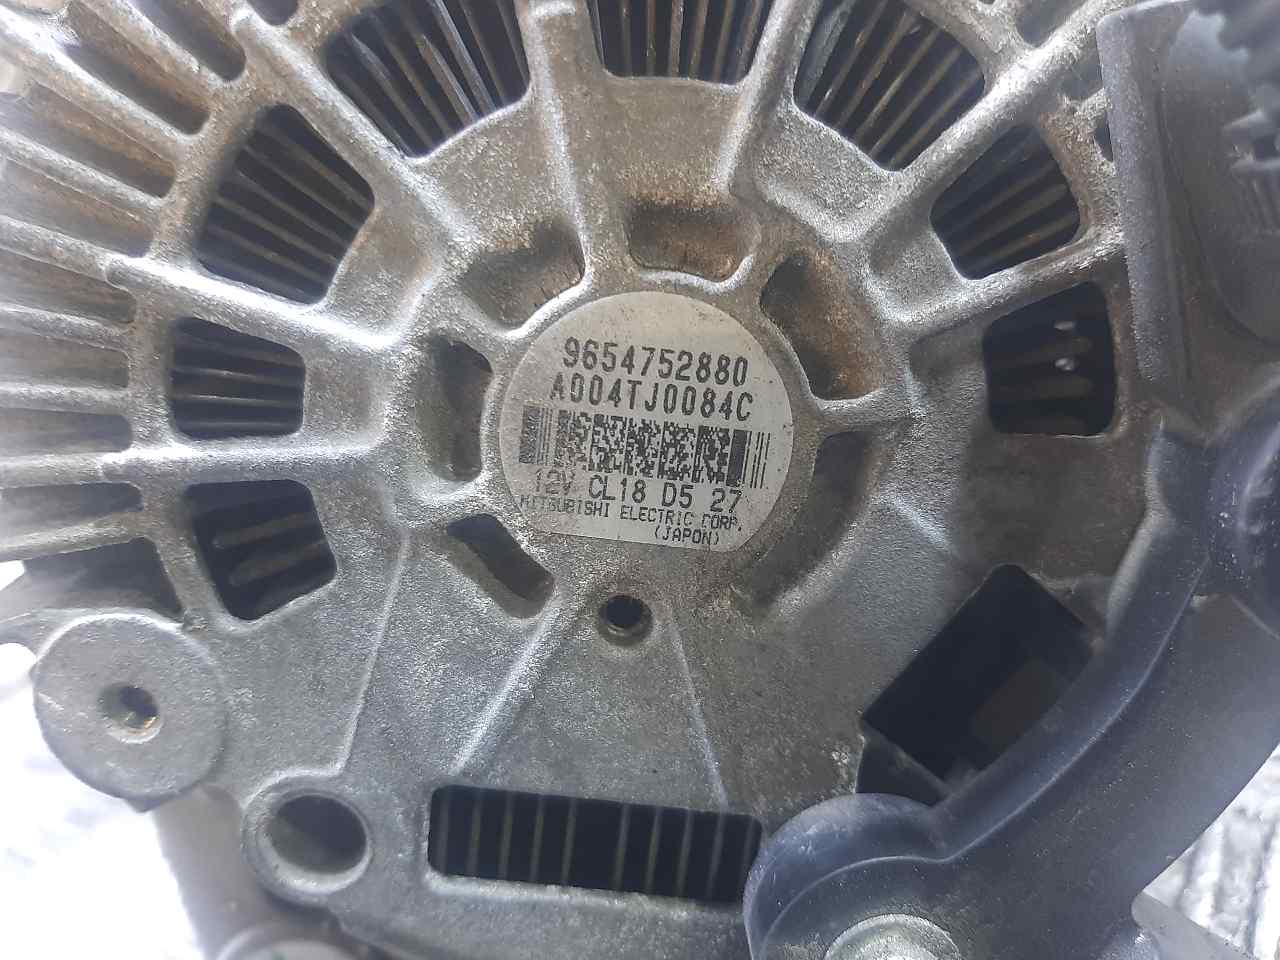 9654752880
A004TJ0084C
12V CL18 D5 27
MITSUBISHI ELECTRIC CORP.
(JAPON)